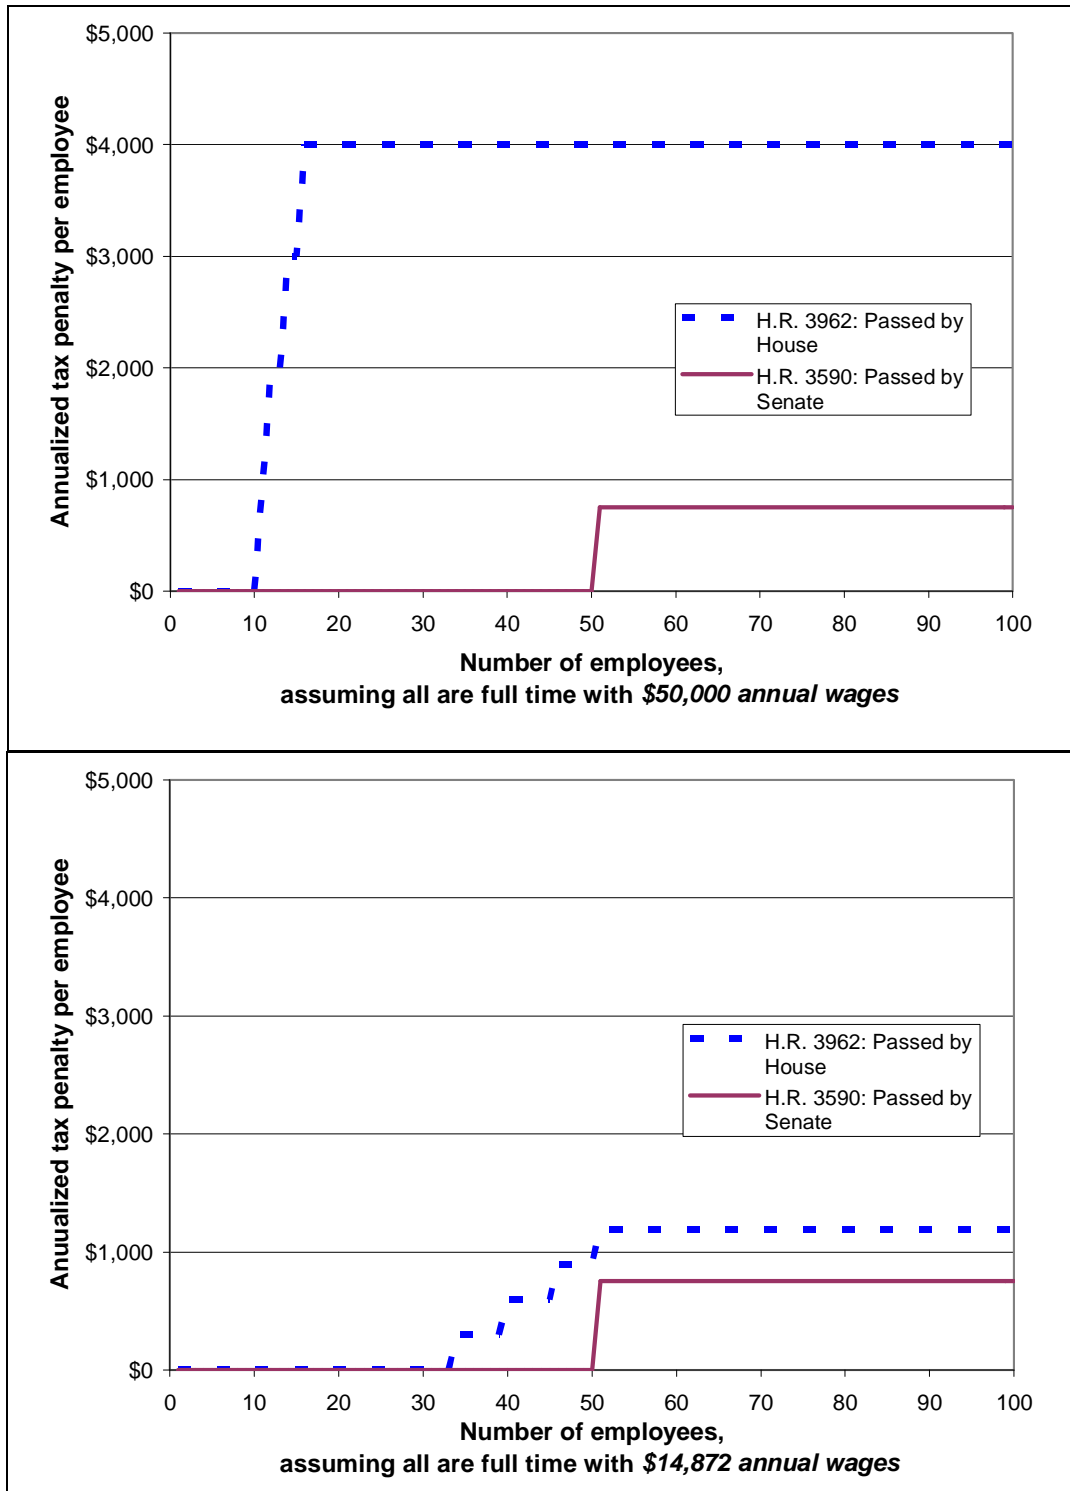 Annualized tax penalty per employee
$5,000
$4,000
$3,000
$2,000
$1,000
$0
H.R. 3962: Passed by
House
H.R. 3590: Passed by
Senate
0 10 20 30 40 50 60 70 80 90 100
Number of employees,
assuming all are full time with $50,000 annual wages
Anuualized tax penalty per employee
$5,000
$4,000
$3,000
$2,000
$1,000
$0
H.R. 3962: Passed by
House
H.R. 3590: Passed by
Senate
0 10 20 30 40 50 60 70 80 90 100
Number of employees,
assuming all are full time with $14,872 annual wages